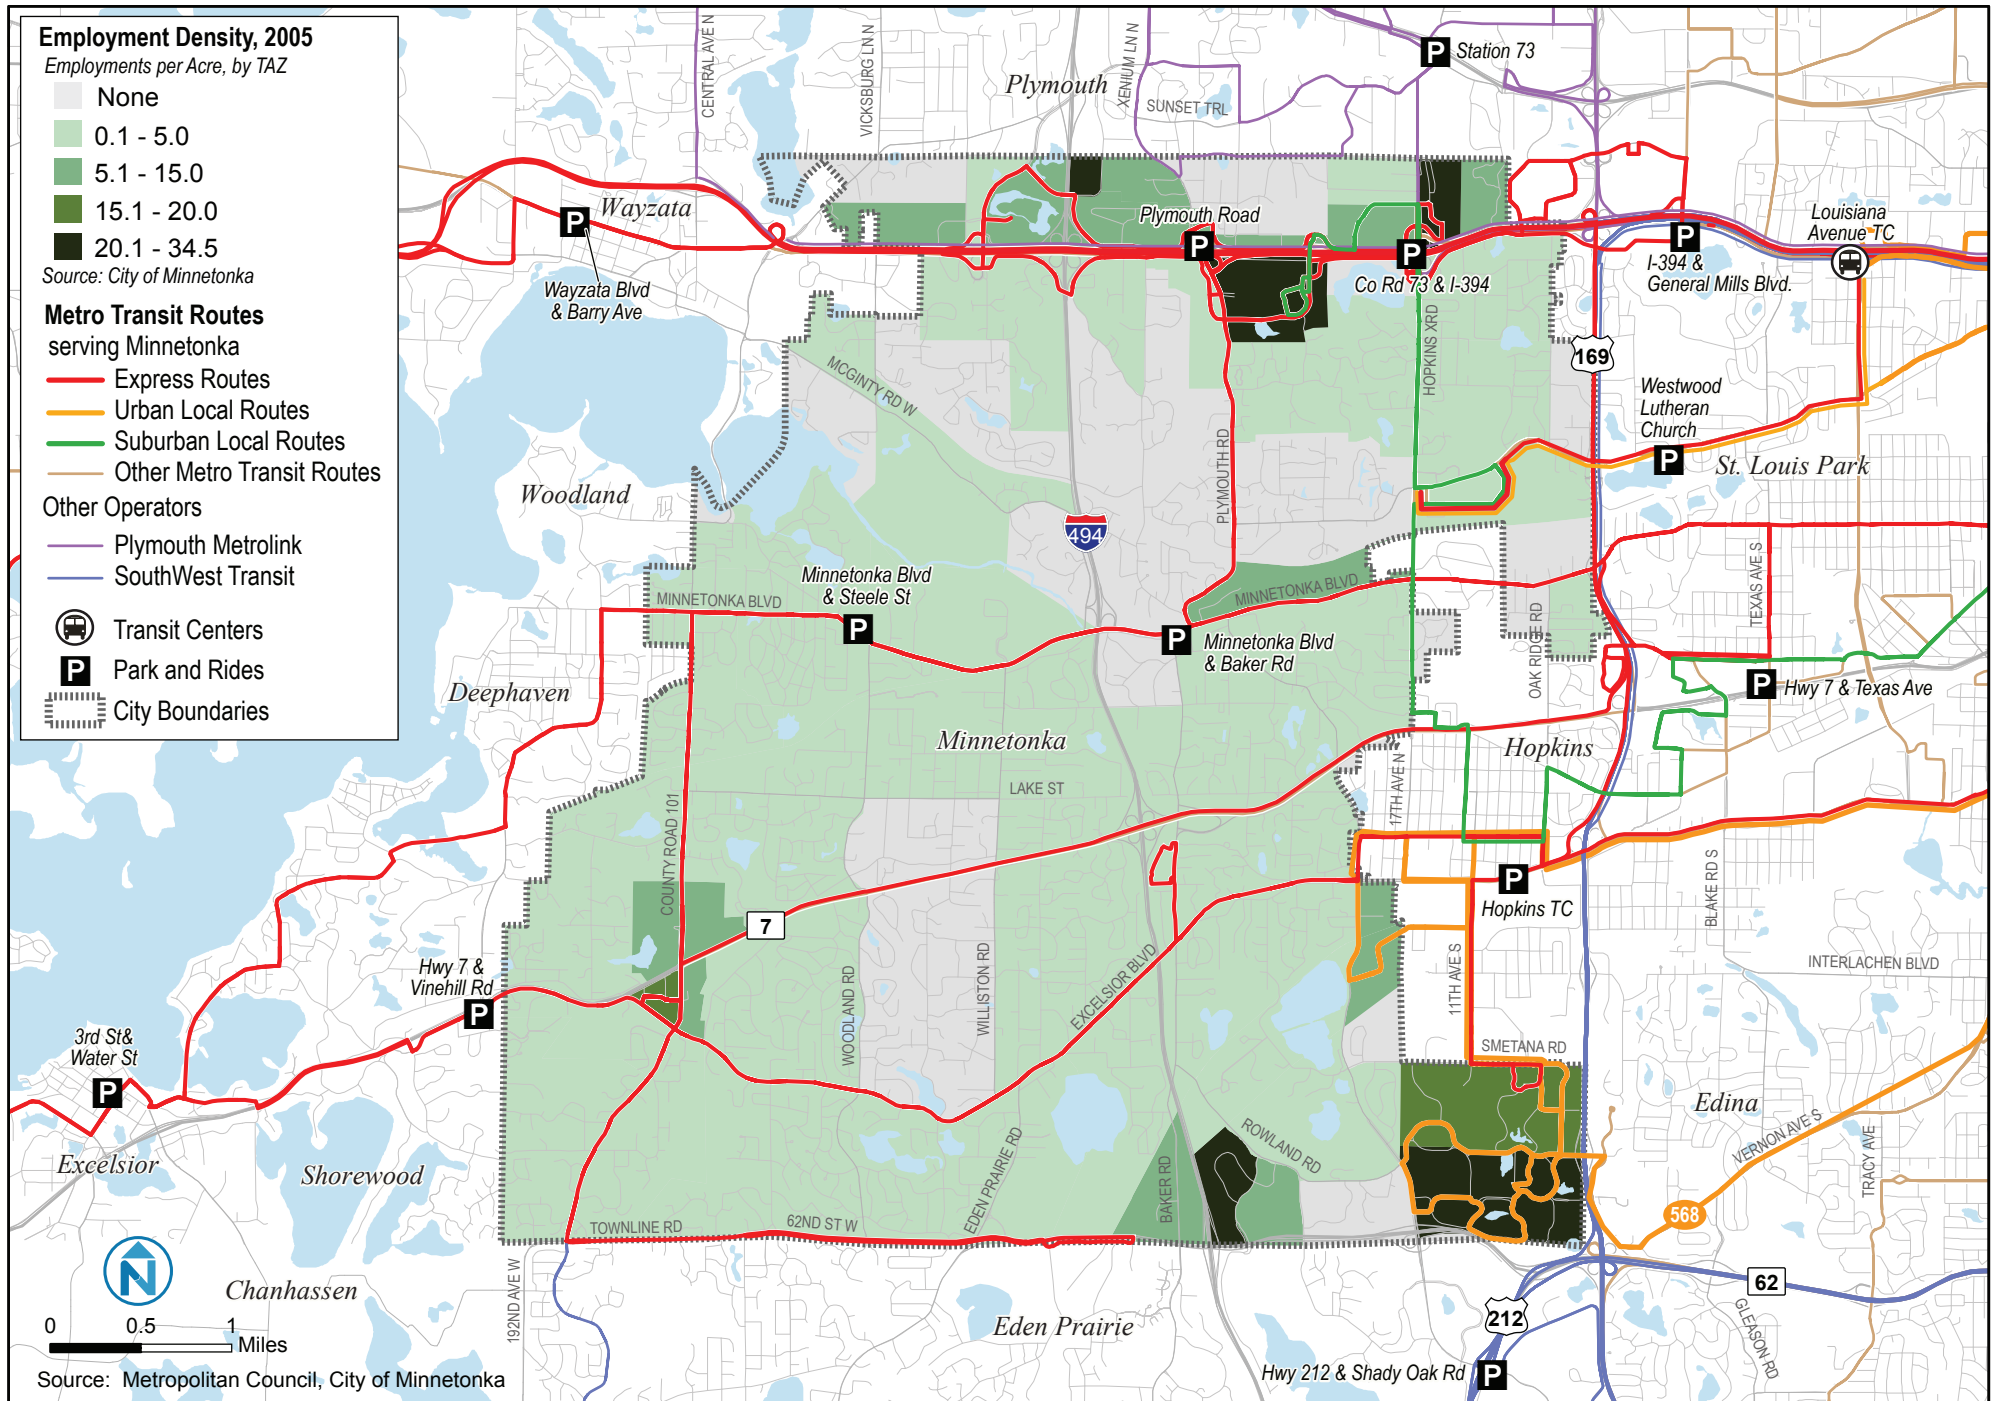 Employment Density, 2005
Employments per Acre, by TAZ
None
0.1 - 5.0
5.1 - 15.0
15.1 - 20.0
20.1 - 34.5
Source: City of Minnetonka
Metro Transit Routes
serving Minnetonka
Express Routes
Urban Local Routes
Suburban Local Routes
Other Metro Transit Routes
Other Operators
Plymouth Metrolink
SouthWest Transit
Transit Centers
P Park and Rides
City Boundaries
CENTRAL AVE N
VICKSBURG LN N
Plymouth
XENIUM LN N
SUNSET TRL
P Station 73
Wayzata
P
Wayzata Blvd
& Barry Ave
Plymouth Road
P
P
Co Rd 73 & I-394
P
I-394 &
General Mills Blvd.
Louisiana
Avenue TC
MCGINTY RD W
HOPKINS XRD
169
Westwood
Lutheran
Church
P
St. Louis Park
Woodland
PLYMOUTH RD
494
TEXAS AVE S
Minnetonka Blvd
& Steele St
P
MINNETONKA BLVD
MINNETONKA BLVD
P
Minnetonka Blvd
& Baker Rd
OAK RIDGE RD
Deephaven
P Hwy 7 & Texas Ave
Minnetonka
Hopkins
LAKE ST
17TH AVE N
COUNTY ROAD 101
7
P
Hopkins TC
BLAKE RD S
Hwy 7 &
Vinehill Rd
P
WOODLAND RD
WILLISTON RD
EXCELSIOR BLVD
11TH AVE S
INTERLACHEN BLVD
3rd St&
Water St
P
SMETANA RD
Edina
VERNON AVE S
TRACY AVE
Excelsior
Shorewood
EDEN PRAIRIE RD
BAKER RD
ROWLAND RD
568
TOWNLINE RD
62ND ST W
N
Chanhassen
192ND AVE W
62
212
GLEASON RD
Eden Prairie
Hwy 212 & Shady Oak Rd P
0 0.5 1
Miles
Source: Metropolitan Council, City of Minnetonka